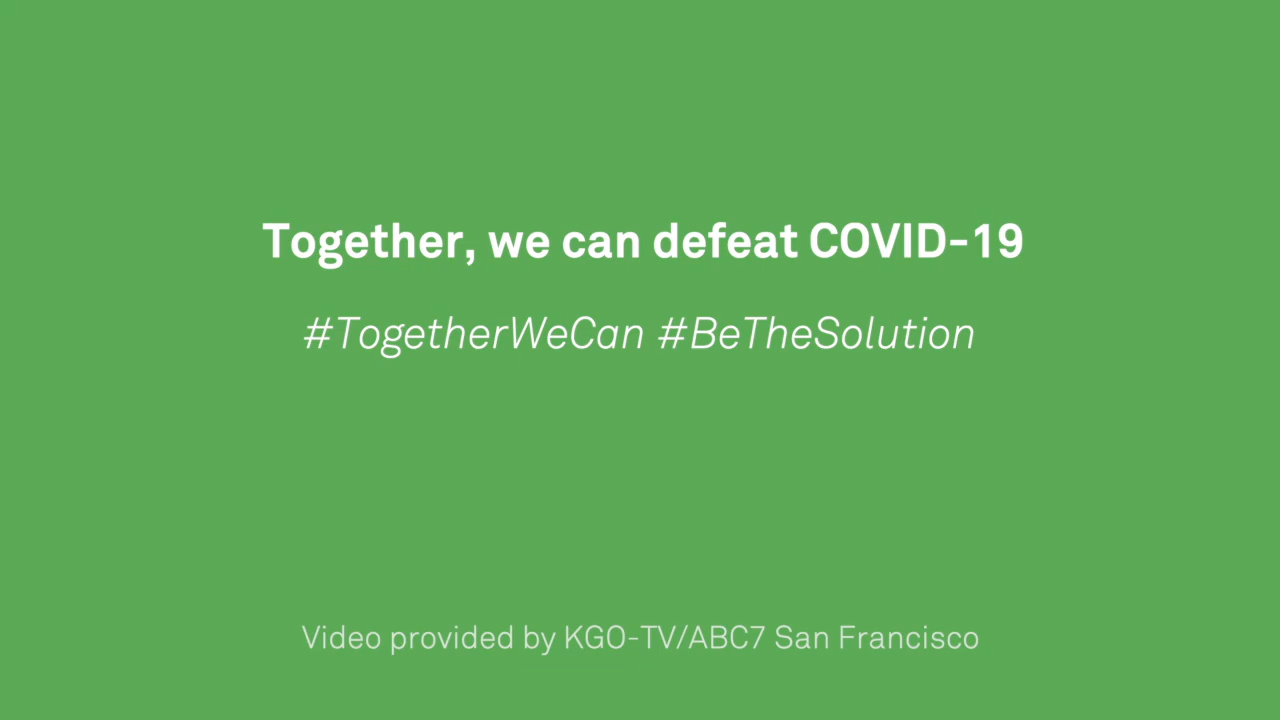 Together, we can defeat COVID-19
#TogetherWeCan #BeTheSolution
Video provided by KGO-TV/ABC7 San Francisco